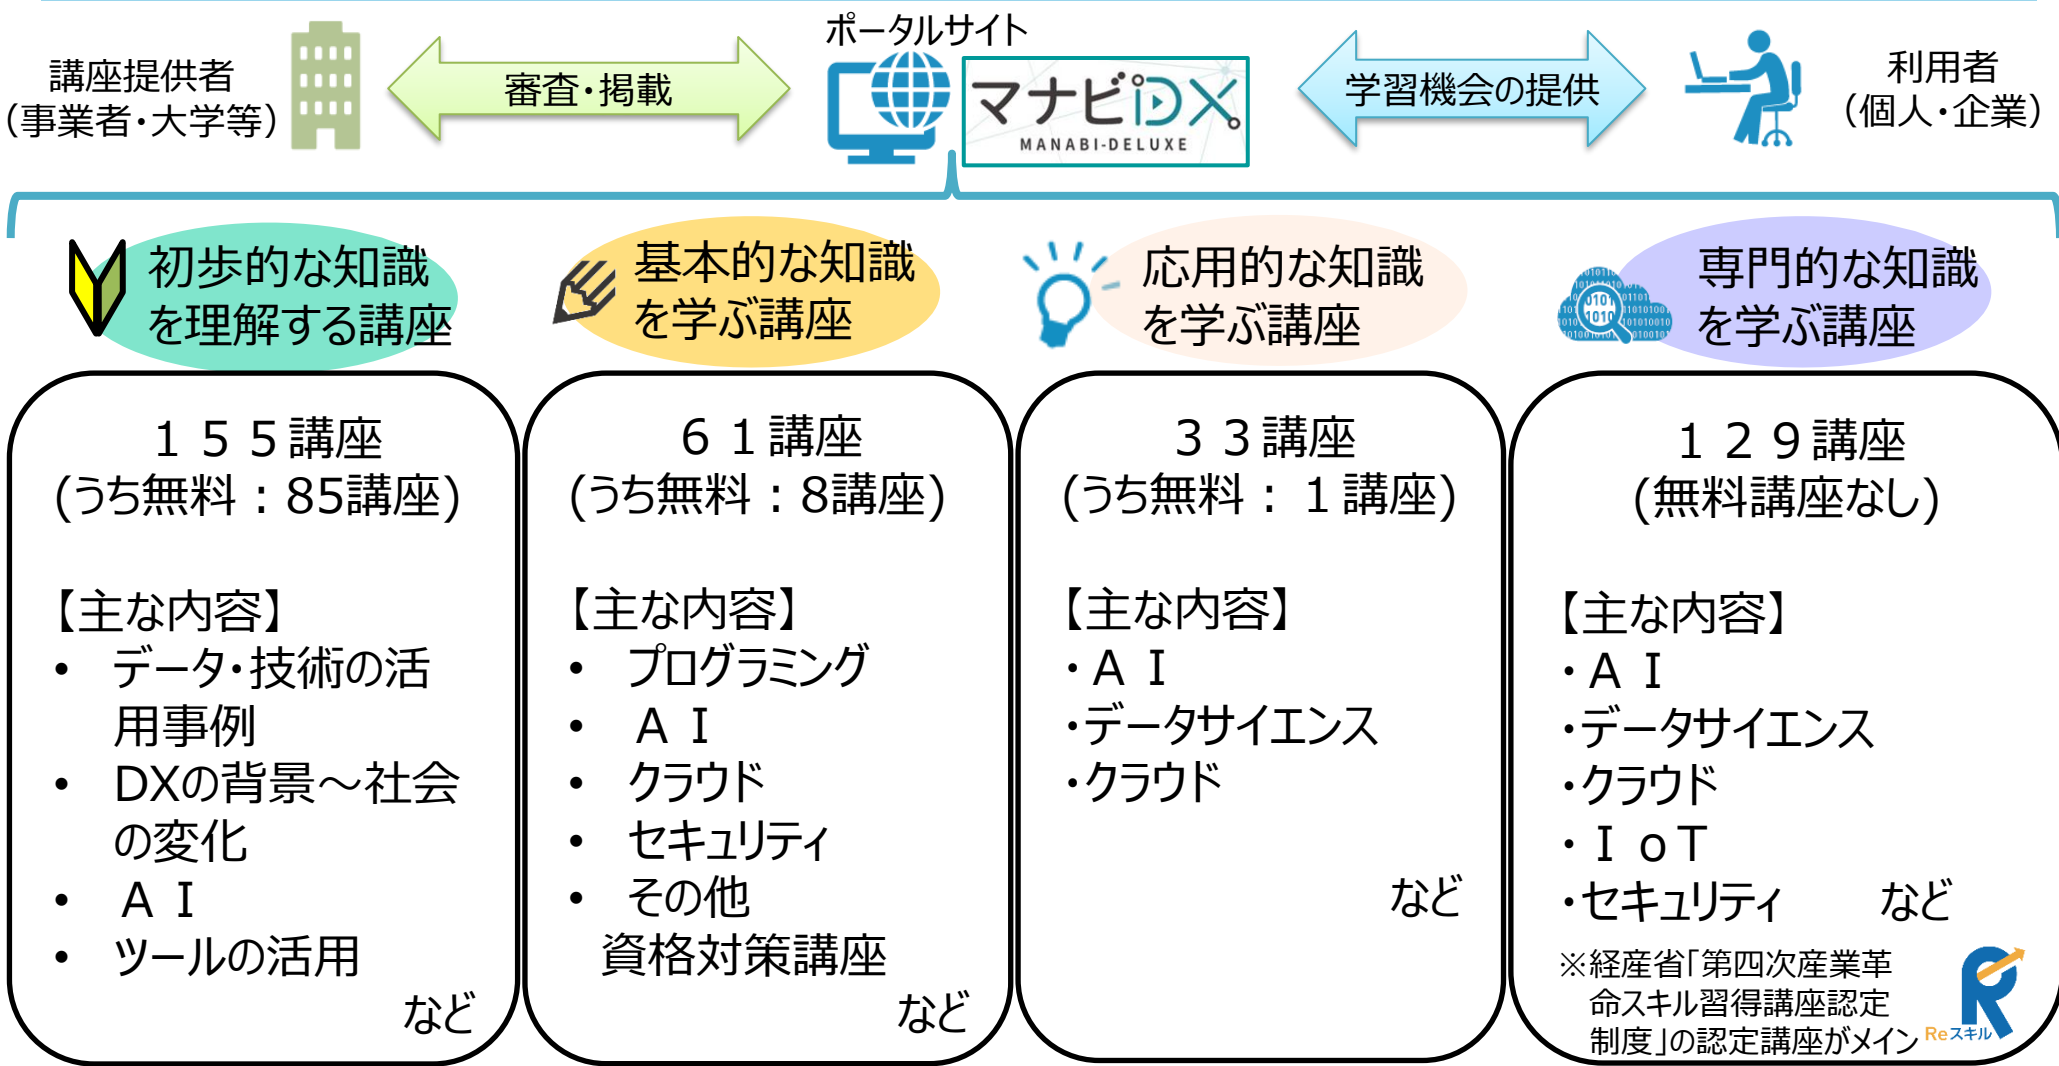 講座提供者
（事業者・大学等）
審査・掲載
ポータルサイト
マナビDX
MANABI-DELUXE
学習機会の提供
利用者
（個人・企業）
初歩的な知識
を理解する講座
１５５講座
(うち無料：85講座)
【主な内容】
• データ・技術の活
用事例
• DXの背景～社会
の変化
• ＡＩ
• ツールの活用
など
基本的な知識
を学ぶ講座
６１講座
(うち無料：8講座)
【主な内容】
• プログラミング
• ＡＩ
• クラウド
• セキュリティ
• その他
資格対策講座
など
応用的な知識
を学ぶ講座
３３講座
(うち無料：１講座)
【主な内容】
・ＡＩ
・データサイエンス
・クラウド
など
専門的な知識
を学ぶ講座
１２９講座
(無料講座なし)
【主な内容】
・ＡＩ
・データサイエンス
・クラウド
・ＩｏＴ
・セキュリティ など
※経産省「第四次産業革
命スキル習得講座認定
制度」の認定講座がメイン
Reスキル